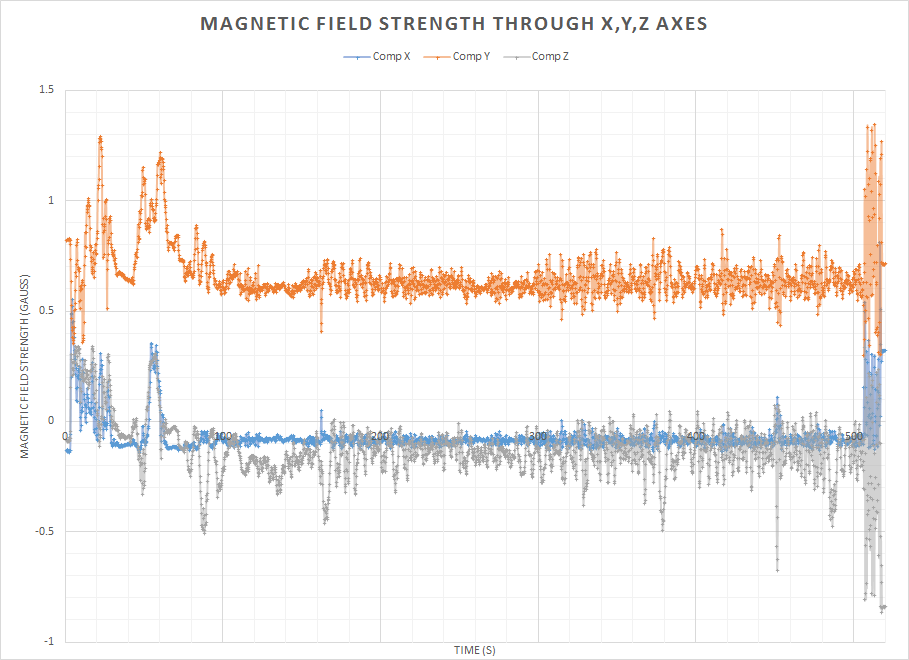 MAGNETIC FIELD STRENGTH THROUGH X,Y,Z AXES
Comp X Comp Y Comp Z
1.5
1
0.5
0
-0.5
-1
0 100 200 300 400 500
MAGNETIC FIELD STRENGTH (GAUSS)
TIME (S)